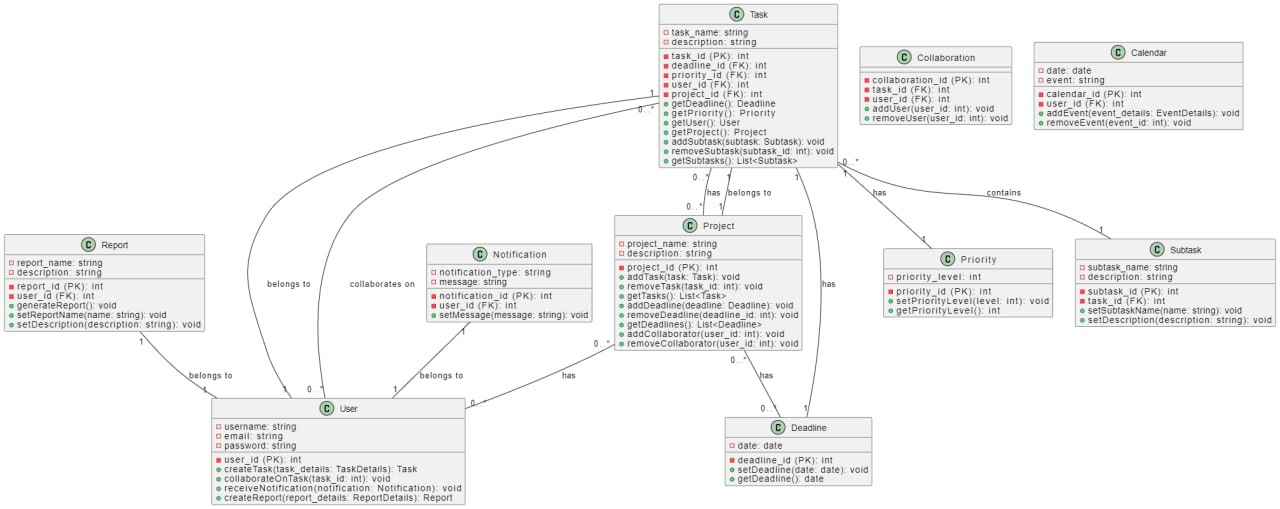 C Task
task_name: string
description: string
task_id (PK): int
deadline_id (FK): int
priority_id (FK): int
user_id (FK): int
project_id (FK): int
getDeadline(): Deadline
getPriority(): Priority
getUser(): User
getProject(): Project
addSubtask(subtask: Subtask): void
removeSubtask(subtask_id: int): void
getSubtasks(): List<Subtask>
C Collaboration
collaboration_id (PK): int
task_id (FK): int
user_id (FK): int
addUser(user_id: int): void
removeUser(user_id: int): void
C Calendar
date: date
event: string
calendar_id (PK): int
user_id (FK): int
addEvent(event_details: EventDetails): void
removeEvent(event_id: int): void
1
0..*
0..*
1
1
0..*
1
has
belongs to
has
contains
0..*
1
1
1
C Report
report_name: string
description: string
report_id (PK): int
user_id (FK): int
generateReport(): void
setReportName(name: string): void
setDescription(description: string): void
belongs to
collaborates on
C Notification
notification_type: string
message: string
notification_id (PK): int
user_id (FK): int
setMessage(message: string): void
C Project
project_name: string
description: string
project_id (PK): int
addTask(task: Task): void
removeTask(task_id: int): void
getTasks(): List<Task>
addDeadline(deadline: Deadline): void
removeDeadline(deadline_id: int): void
getDeadlines(): List<Deadline>
addCollaborator(user_id: int): void
removeCollaborator(user_id: int): void
has
C Priority
priority_level: int
priority_id (PK): int
setPriorityLevel(level: int): void
getPriorityLevel(): int
C Subtask
subtask_name: string
description: string
subtask_id (PK): int
task_id (FK): int
setSubtaskName(name: string): void
setDescription(description: string): void
1
1
0..*
0..*
belongs to
belongs to
has
has
1
1
0..*
1
0..*
0..*
1
C User
username: string
email: string
password: string
user_id (PK): int
createTask(task_details: TaskDetails): Task
collaborateOnTask(task_id: int): void
receiveNotification(notification: Notification): void
createReport(report_details: ReportDetails): Report
C Deadline
date: date
deadline_id (PK): int
setDeadline(date: date): void
getDeadline(): date